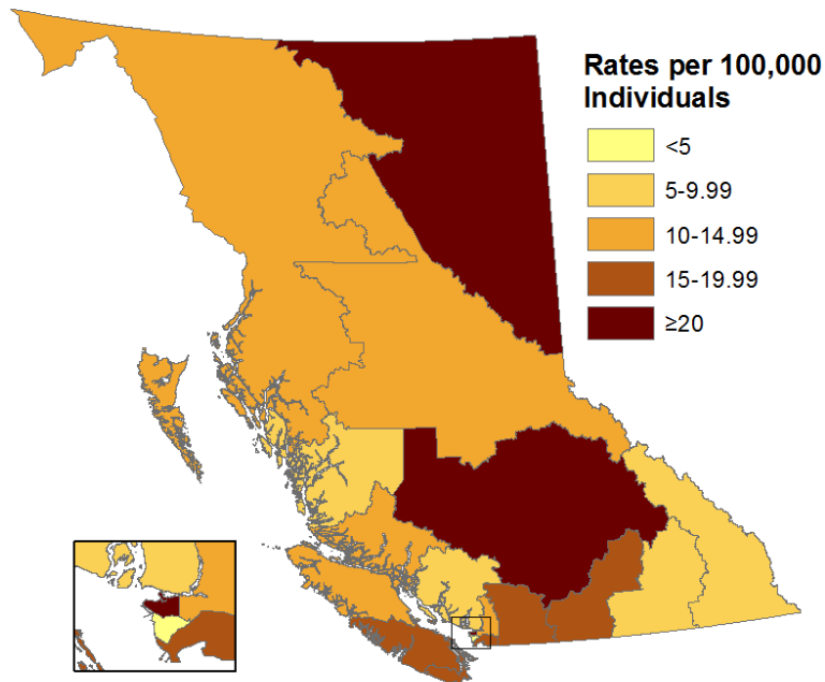 Rates per 100,000
Individuals
<5
5-9.99
10-14.99
15-19.99
≥20